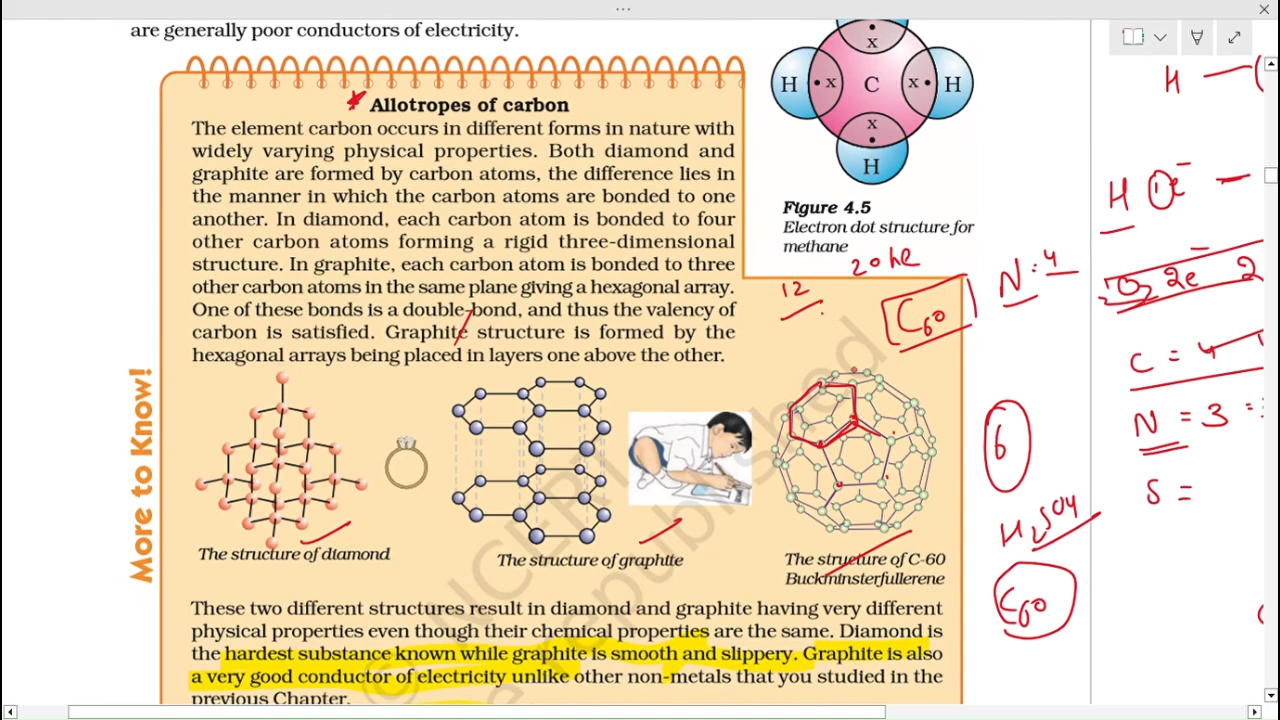 are generally poor conductors of electricity.
Allotropes of carbon
The element carbon occurs in different forms in nature with
widely varying physical properties. Both diamond and
graphite are formed by carbon atoms, the difference lies in
the manner in which the carbon atoms are bonded to one
another. In diamond, each carbon atom is bonded to four
other carbon atoms forming a rigid three-dimensional
structure. In graphite, each carbon atom is bonded to three
other carbon atoms in the same plane giving a hexagonal array.
One of these bonds is a double-bond, and thus the valency of
carbon is satisfied. Graphite structure is formed by the
hexagonal arrays being placed in layers one above the other.
x
H •x C x• H
x
•
H
Figure 4.5
Electron dot structure for
methane
12
C60
N: 4
More to Know!
The structure of diamond
The structure of graphite
The structure of C-60
Buckminsterfullerene
These two different structures result in diamond and graphite having very different
physical properties even though their chemical properties are the same. Diamond is
the hardest substance known while graphite is smooth and slippery. Graphite is also
a very good conductor of electricity unlike other non-metals that you studied in the
previous Chapter.
6
H2SO4
C60
H —
N = 3
S =